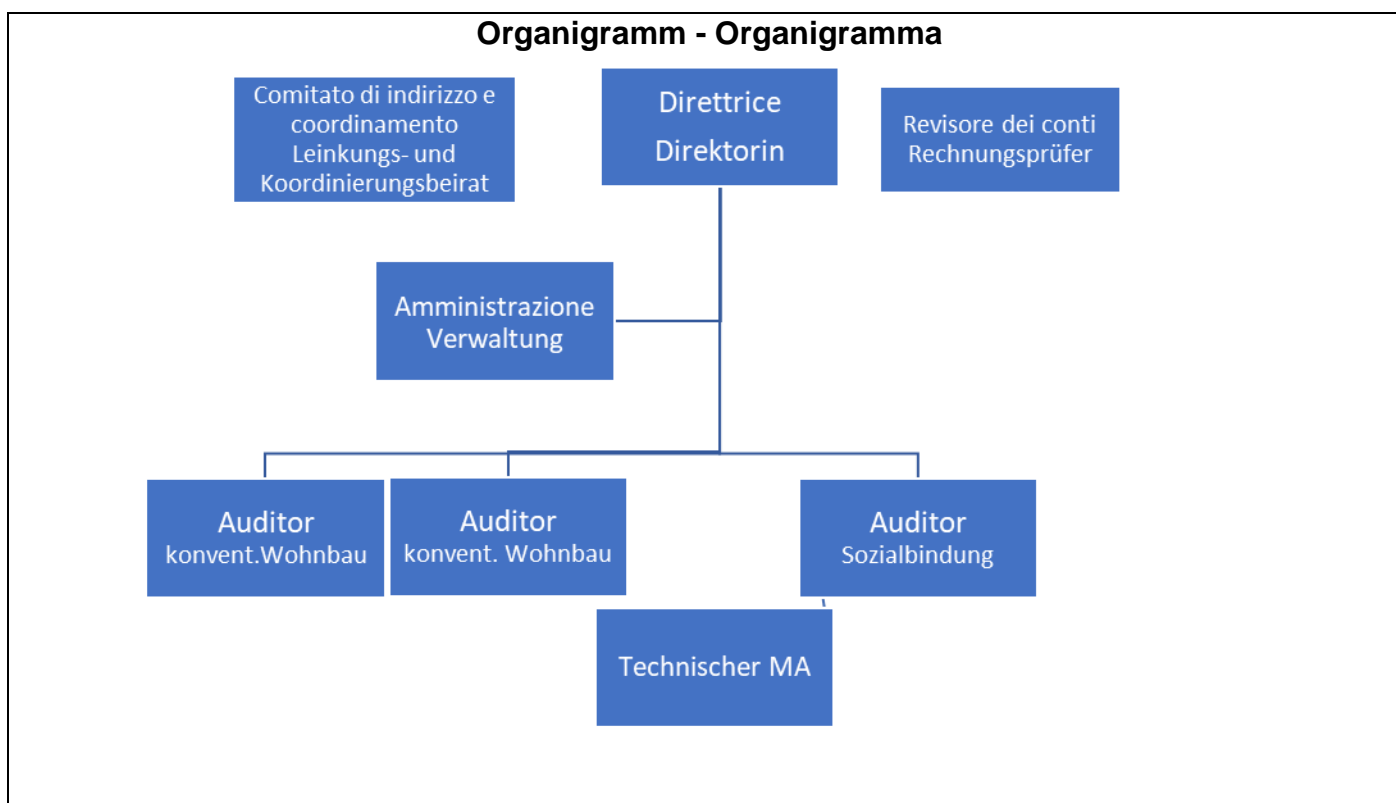 Organigramm - Organigramma
Comitato di indirizzo e
coordinamento
Leinkungs- und
Koordinierungsbeirat
Direttrice
Direktorin
Revisore dei conti
Rechnungsprüfer
Amministrazione
Verwaltung
Auditor
konvent.Wohnbau
Auditor
konvent. Wohnbau
Auditor
Sozialbindung
Technischer MA